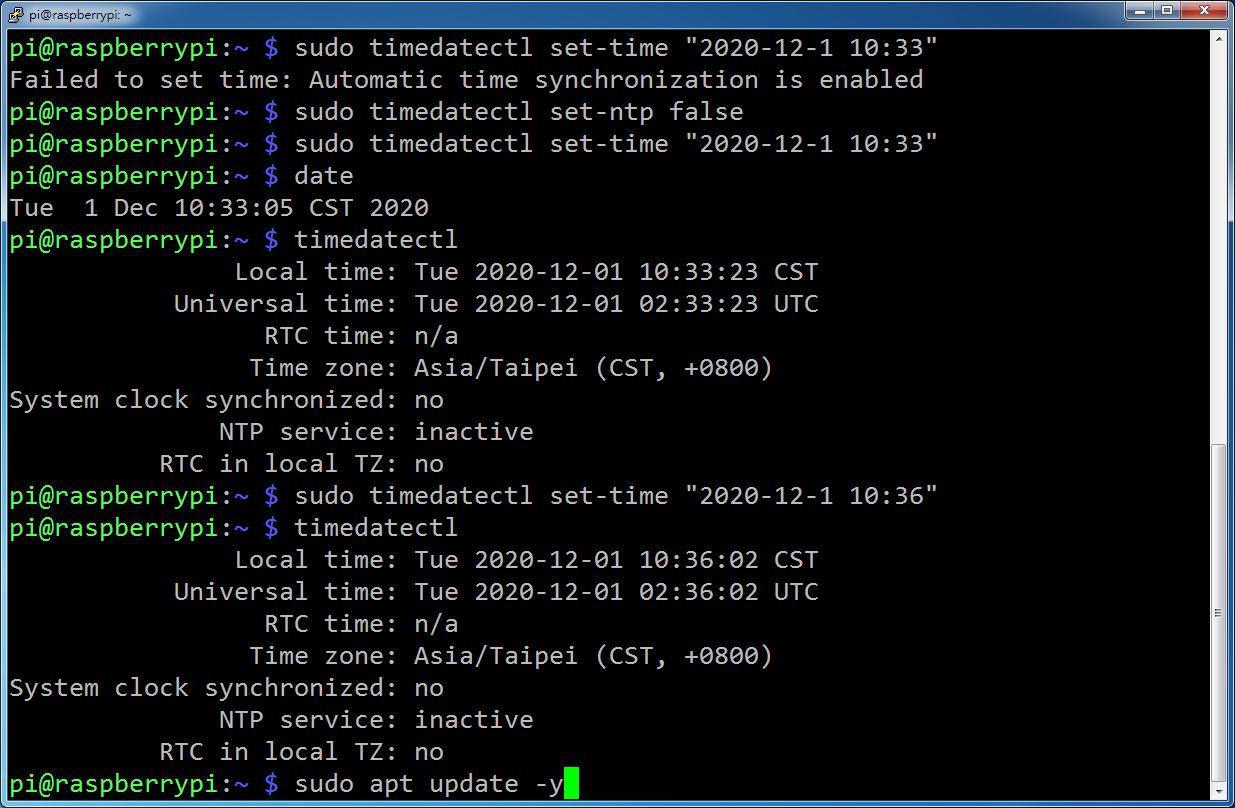 pi@raspberrypi: ~
pi@raspberrypi:~ $ sudo timedatectl set-time "2020-12-1 10:33"
Failed to set time: Automatic time synchronization is enabled
pi@raspberrypi:~ $ sudo timedatectl set-ntp false
pi@raspberrypi:~ $ sudo timedatectl set-time "2020-12-1 10:33"
pi@raspberrypi:~ $ date
Tue  1 Dec 10:33:05 CST 2020
pi@raspberrypi:~ $ timedatectl
               Local time: Tue 2020-12-01 10:33:23 CST
           Universal time: Tue 2020-12-01 02:33:23 UTC
                 RTC time: n/a
                Time zone: Asia/Taipei (CST, +0800)
System clock synchronized: no
              NTP service: inactive
          RTC in local TZ: no
pi@raspberrypi:~ $ sudo timedatectl set-time "2020-12-1 10:36"
pi@raspberrypi:~ $ timedatectl
               Local time: Tue 2020-12-01 10:36:02 CST
           Universal time: Tue 2020-12-01 02:36:02 UTC
                 RTC time: n/a
                Time zone: Asia/Taipei (CST, +0800)
System clock synchronized: no
              NTP service: inactive
          RTC in local TZ: no
pi@raspberrypi:~ $ sudo apt update -y